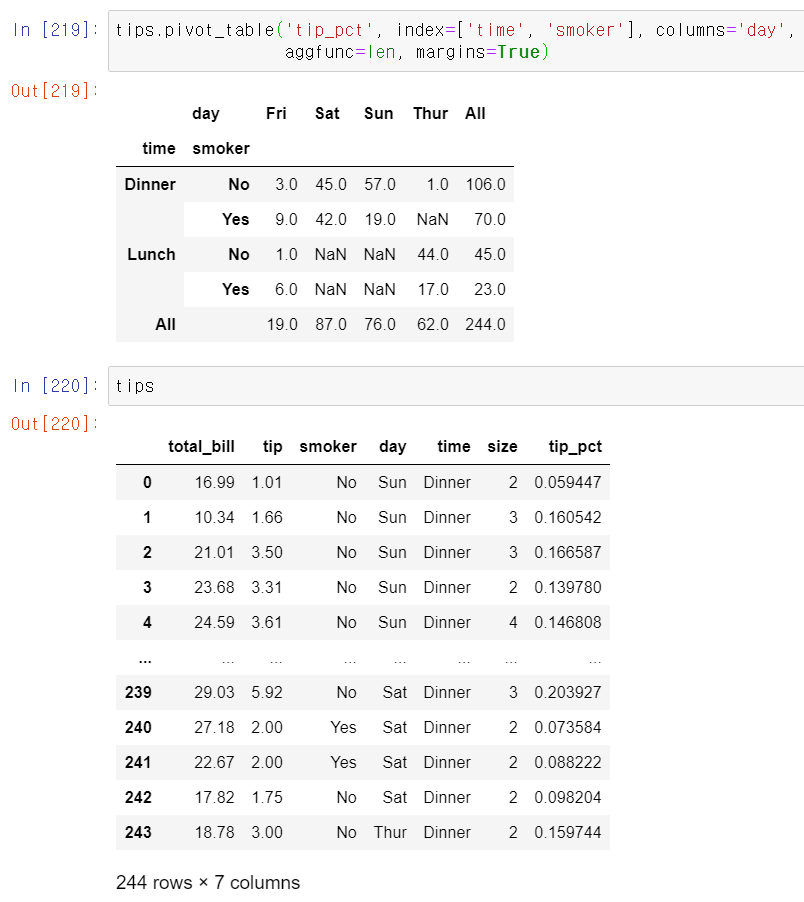 In [219]: tips.pivot_table('tip_pct', index=['time', 'smoker'], columns='day',
aggfunc=len, margins=True)
Out[219]:
day Fri Sat Sun Thur All
time smoker
Dinner No 3.0 45.0 57.0 1.0 106.0
Yes 9.0 42.0 19.0 NaN 70.0
Lunch No 1.0 NaN NaN 44.0 45.0
Yes 6.0 NaN NaN 17.0 23.0
All 19.0 87.0 76.0 62.0 244.0
In [220]: tips
Out[220]:
total_bill tip smoker day time size tip_pct
0 16.99 1.01 No Sun Dinner 2 0.059447
1 10.34 1.66 No Sun Dinner 3 0.160542
2 21.01 3.50 No Sun Dinner 3 0.166587
3 23.68 3.31 No Sun Dinner 2 0.139780
4 24.59 3.61 No Sun Dinner 4 0.146808
... ... ... ... ... ... ... ...
239 29.03 5.92 No Sat Dinner 3 0.203927
240 27.18 2.00 Yes Sat Dinner 2 0.073584
241 22.67 2.00 Yes Sat Dinner 2 0.088222
242 17.82 1.75 No Sat Dinner 2 0.098204
243 18.78 3.00 No Thur Dinner 2 0.159744
244 rows × 7 columns